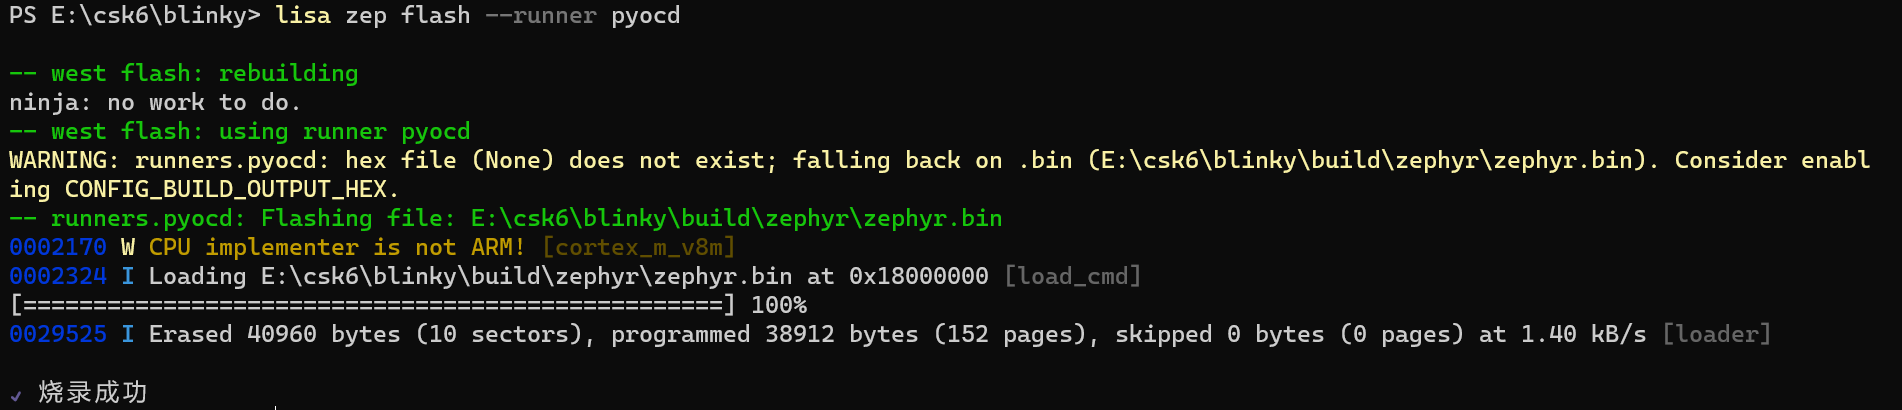 PS E:\csk6\blinky> lisa zep flash --runner pyocd
-- west flash: rebuilding
ninja: no work to do.
-- west flash: using runner pyocd
WARNING: runners.pyocd: hex file (None) does not exist; falling back on .bin (E:\csk6\blinky\build\zephyr\zephyr.bin). Consider enabl
ing CONFIG_BUILD_OUTPUT_HEX.
-- runners.pyocd: Flashing file: E:\csk6\blinky\build\zephyr\zephyr.bin
0002170 W CPU implementer is not ARM! [cortex_m_v8m]
0002324 I Loading E:\csk6\blinky\build\zephyr\zephyr.bin at 0x18000000 [load_cmd]
[==================================================] 100%
0029525 I Erased 40960 bytes (10 sectors), programmed 38912 bytes (152 pages), skipped 0 bytes (0 pages) at 1.40 kB/s [loader]
✓ 烧录成功